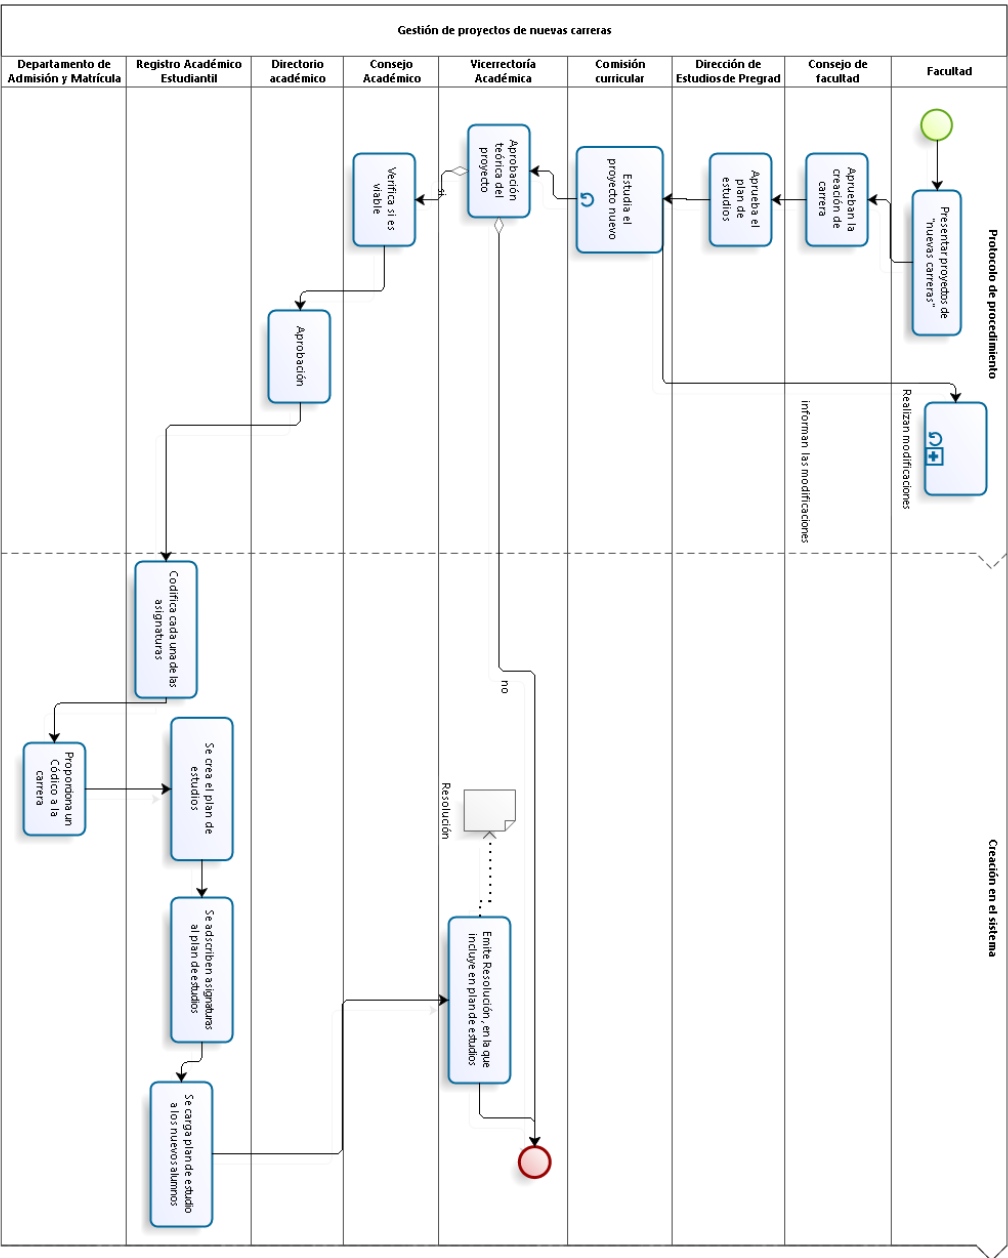 Gestión de proyectos de nuevas carreras
Departamento de
Admisión y Matrícula
Registro Académico
Estudiantil
Directorio
académico
Consejo
Académico
Vicerrectoría
Académica
Comisión
curricular
Dirección de
Estudios de Pregrad
Consejo de
facultad
Facultad
Protocolo de procedimiento
Presentar proyectos de
"nuevas carreras"
Aprueban la
creación de
carrera
Aprueba el
plan de
estudios
Estudia el
proyecto nuevo
Aprobación
teórica del
proyecto
si
Verifica si es
viable
Aprobación
Realizan modificaciones
informan las modificaciones
Creación en el sistema
Codifica cada una de las
asignaturas
Proporciona un
Códico a la
carrera
Se crea el plan de
estudios
Se adscriben asignaturas
al plan de estudios
Se carga plan de estudio
a los nuevos alumnos
no
Resolución
Emite Resolución, en la que
incluye en plan de estudios